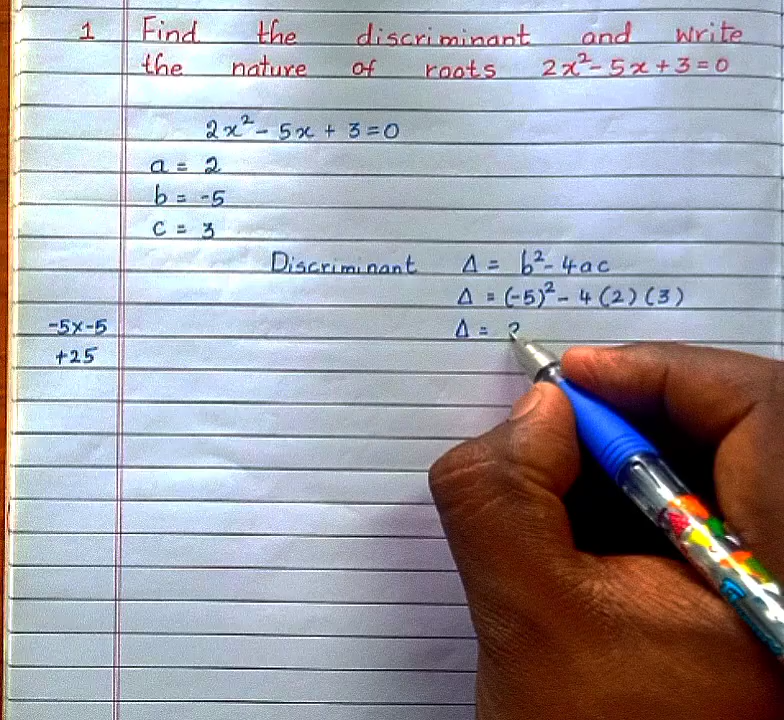 1 Find the discriminant and write
the nature of roots 2x²-5x+3=0
2x²-5x+3=0
a = 2
b = -5
c = 3
Discriminant Δ = b²-4ac
Δ = (-5)²-4(2)(3)
-5x-5 Δ =
+25